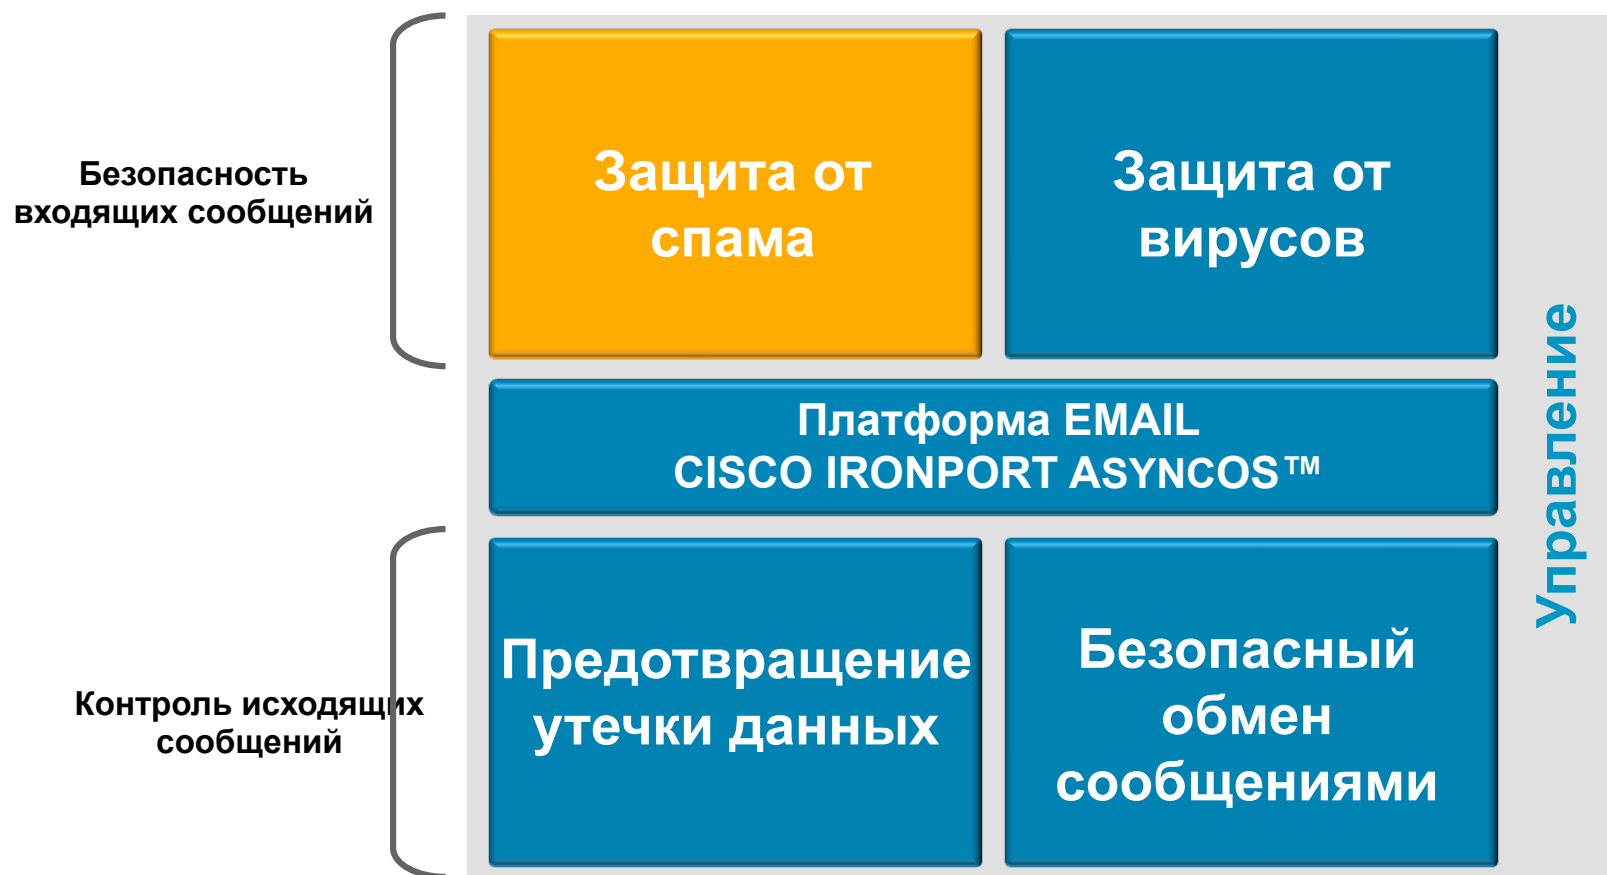 Безопасность
входящих сообщений
Защита от
спама
Защита от
вирусов
Платформа EMAIL
CISCO IRONPORT ASYNCOS™
Управление
Контроль исходящих
сообщений
Предотвращение
утечки данных
Безопасный
обмен
сообщениями